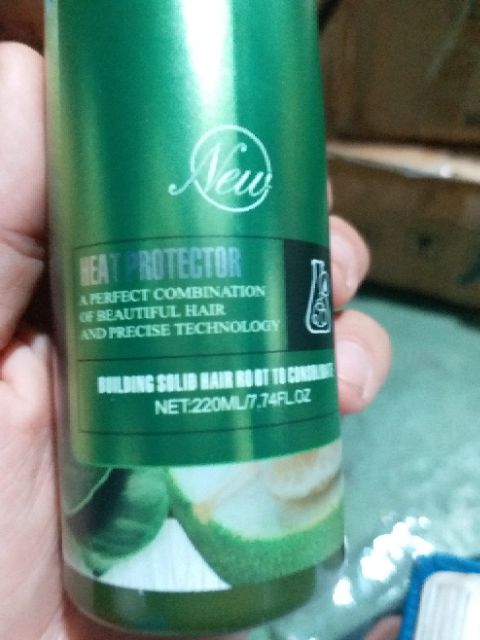 New
HEAT PROTECTOR
A PERFECT COMBINATION
OF BEAUTIFUL HAIR
AND PRECISE TECHNOLOGY
BUILDING SOLID HAIR ROOT TO CONSOLIDATE
NET:220ML/7.74FL.OZ